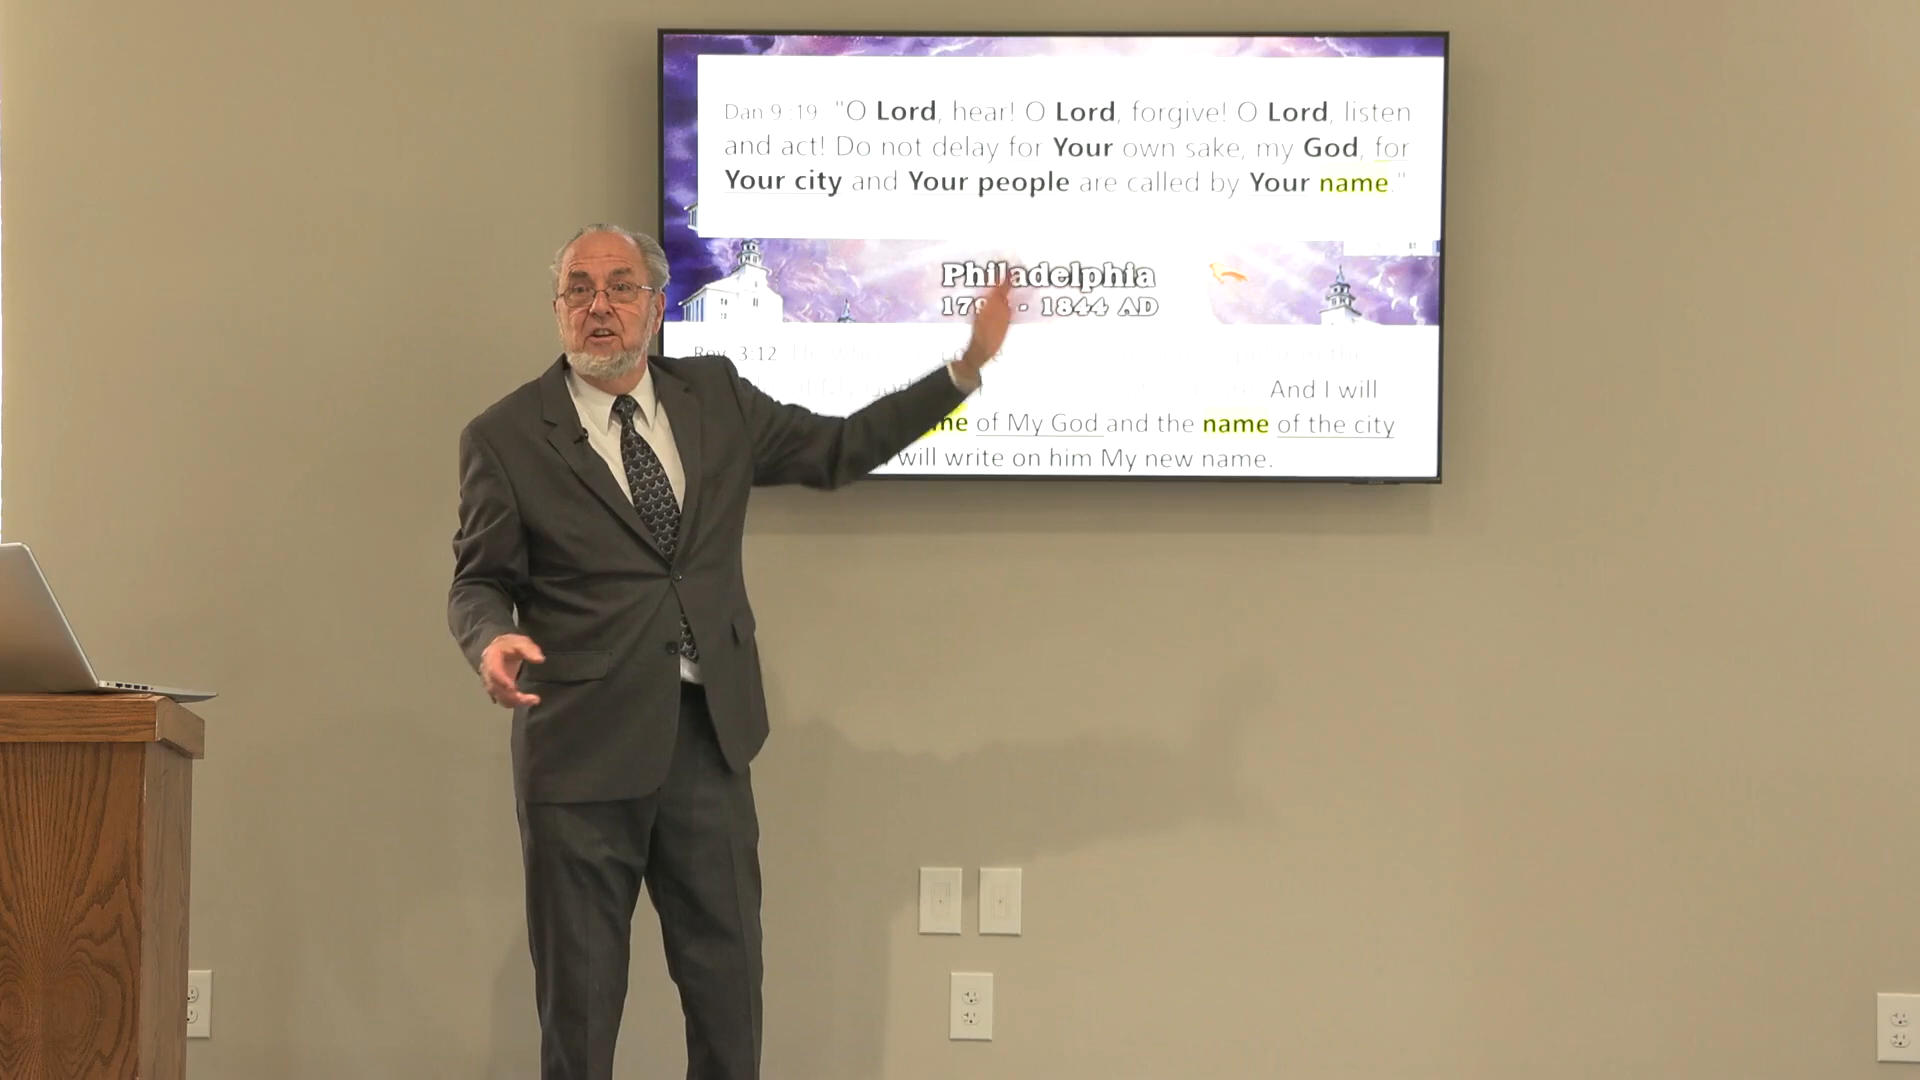 Dan 9:19 "O Lord, hear! O Lord, forgive! O Lord, listen
and act! Do not delay for Your own sake, my God, for
Your city and Your people are called by Your name."
Philadelphia
- 1844 AD
Rev 3:12 He who
And I will
of My God and the name of the city
will write on him My new name.